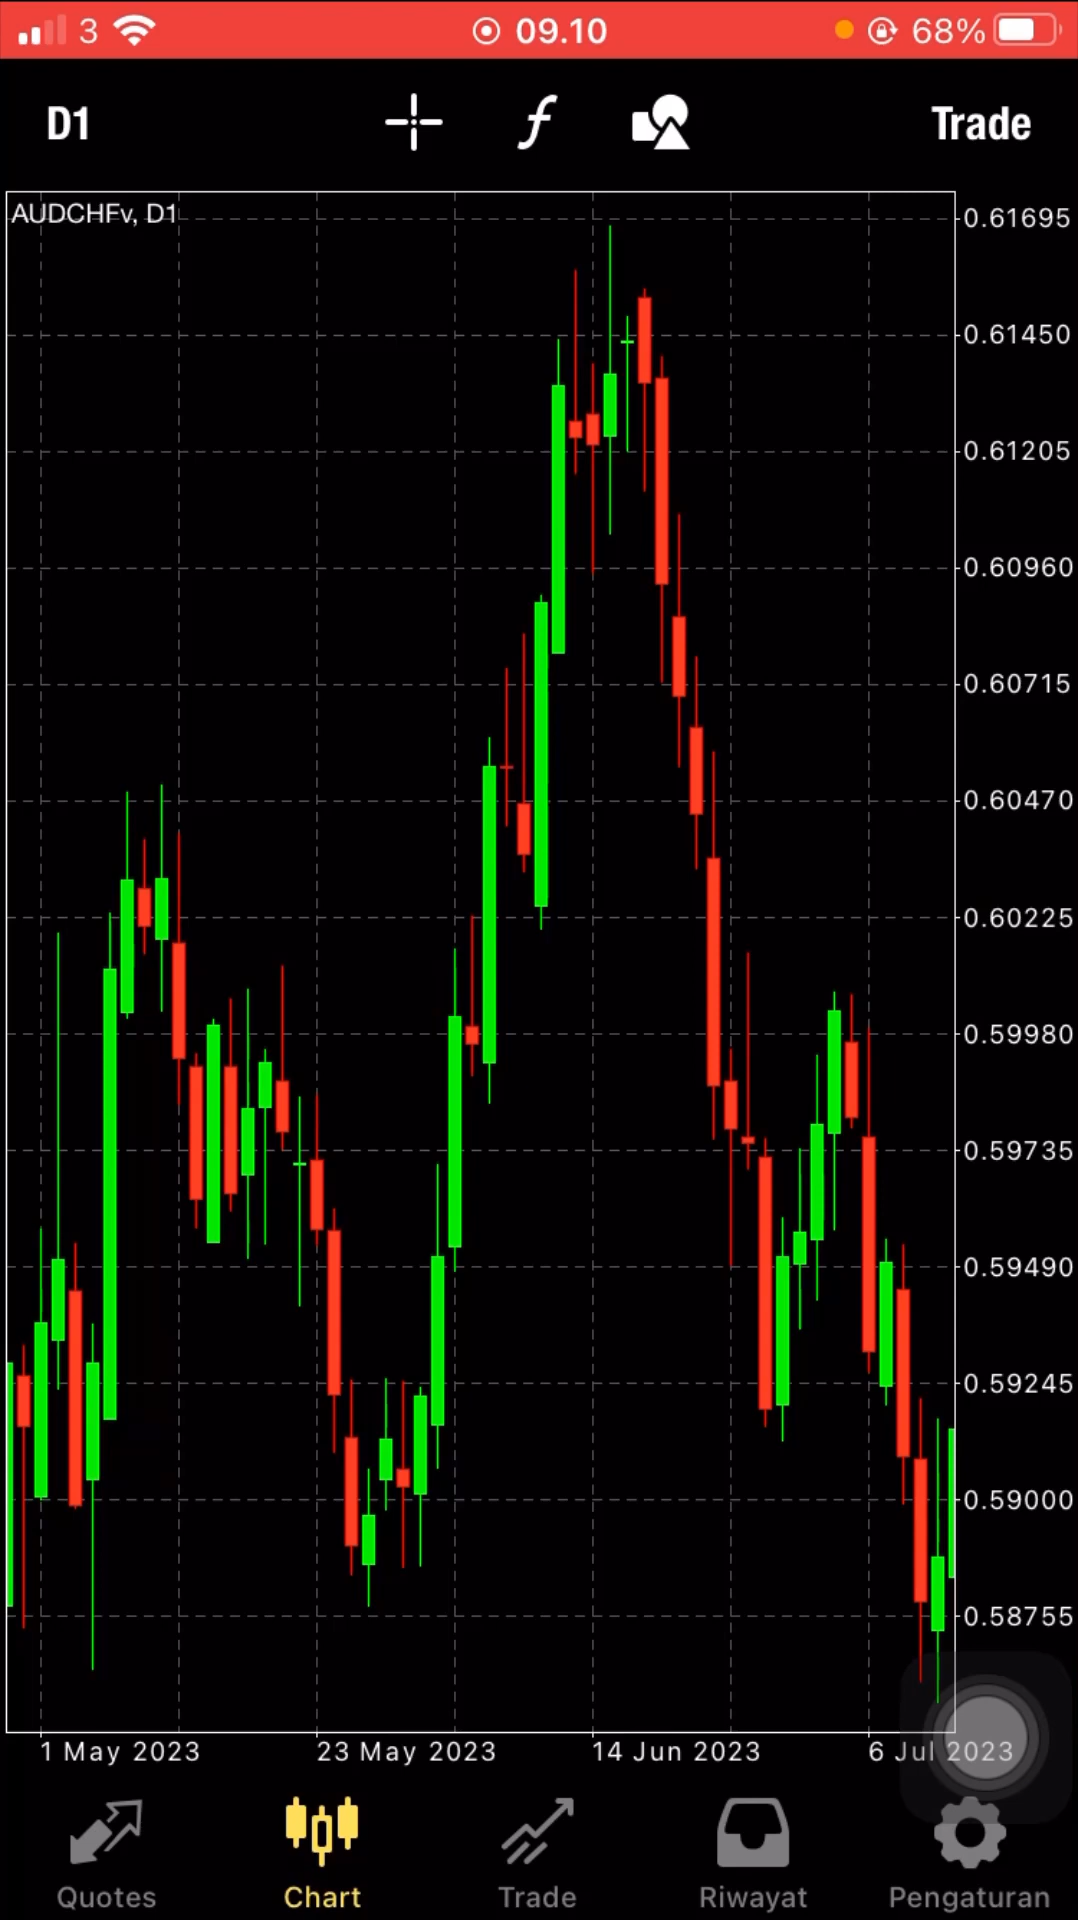 3 09.10 68%
D1 f Trade
AUDCHFv, D1
0.61695
0.61450
0.61205
0.60960
0.60715
0.60470
0.60225
0.59980
0.59735
0.59490
0.59245
0.59000
0.58755
1 May 2023 23 May 2023 14 Jun 2023 6 Jul 2023
Quotes Chart Trade Riwayat Pengaturan